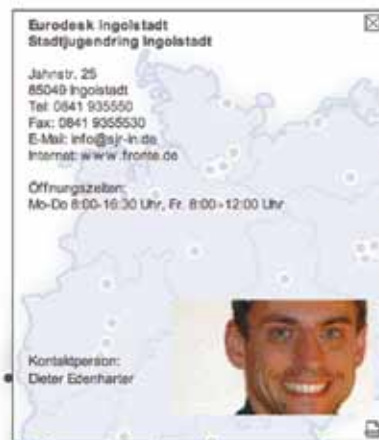 Eurodesk Ingolstadt
Stadtjugendring Ingolstadt
Jahnstr. 25
85049 Ingolstadt
Tel: 0841 935550
Fax: 0841 9355530
E-Mail: info@sjr-in.de
Internet: www.fronte.de
Öffnungszeiten:
Mo-Do 8:00-16:30 Uhr, Fr. 8:00-12:00 Uhr
Kontaktperson:
Dieter Edenharter